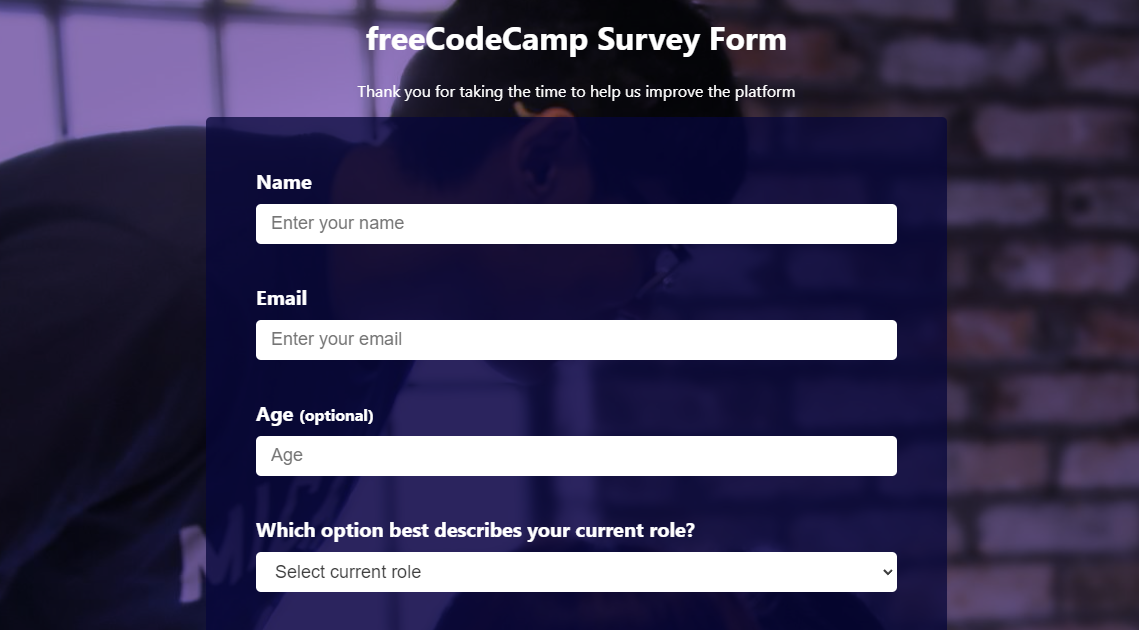 freeCodeCamp Survey Form
Thank you for taking the time to help us improve the platform
Name
Enter your name
Email
Enter your email
Age (optional)
Age
Which option best describes your current role?
Select current role